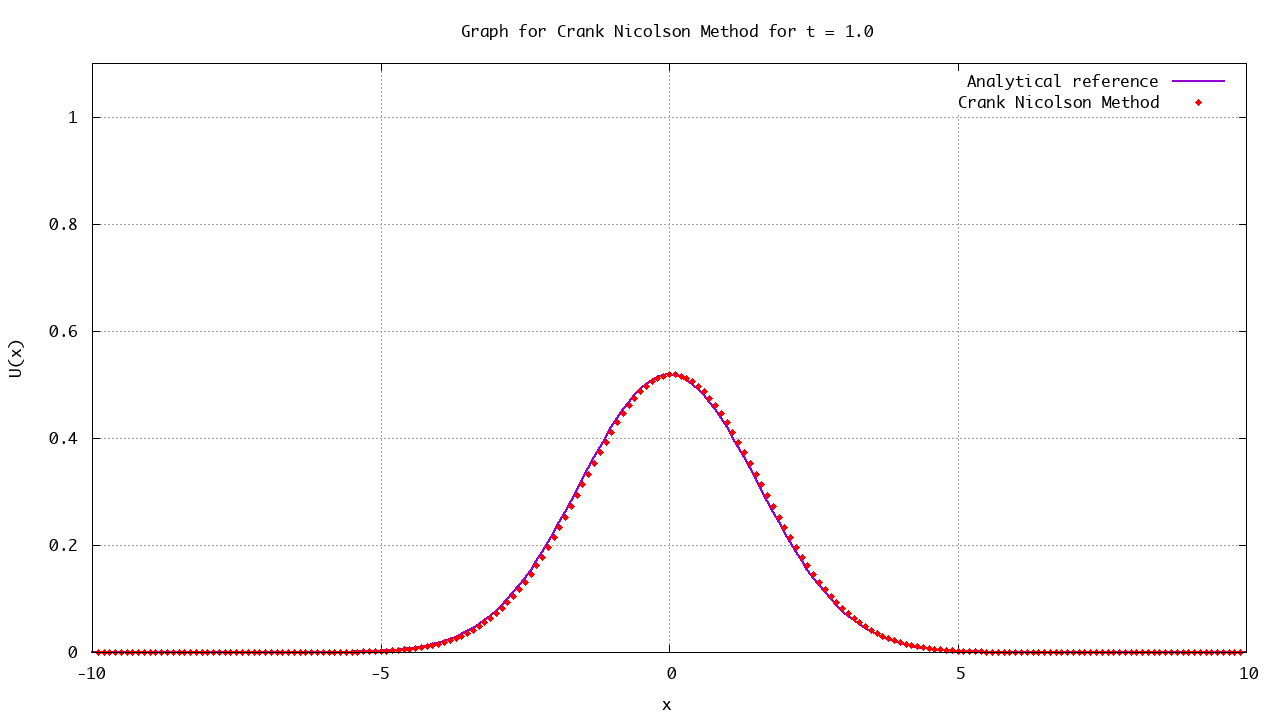 Graph for Crank Nicolson Method for t = 1.0
Analytical reference
Crank Nicolson Method
1
0.8
0.6
0.4
0.2
0
U(x)
-10
-5
0
5
10
x